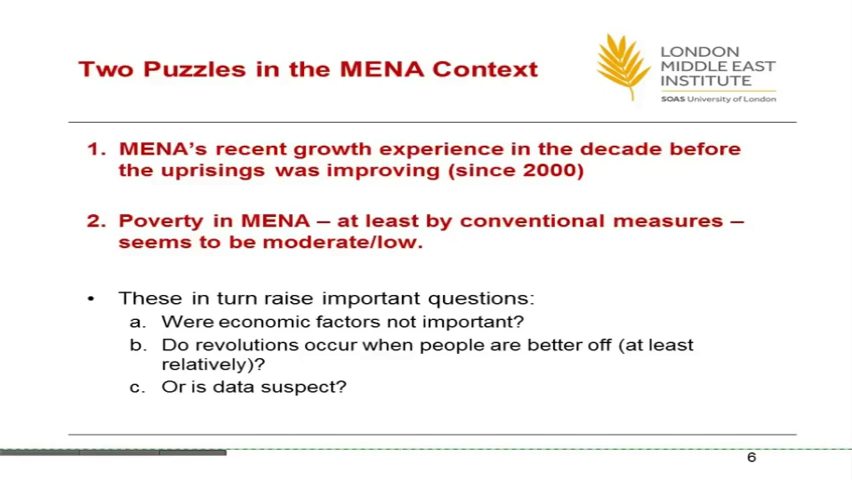 Two Puzzles in the MENA Context
LONDON
MIDDLE EAST
INSTITUTE
SOAS University of London
1. MENA's recent growth experience in the decade before
the uprisings was improving (since 2000)
2. Poverty in MENA – at least by conventional measures –
seems to be moderate/low.
• These in turn raise important questions:
a. Were economic factors not important?
b. Do revolutions occur when people are better off (at least
relatively)?
c. Or is data suspect?
6